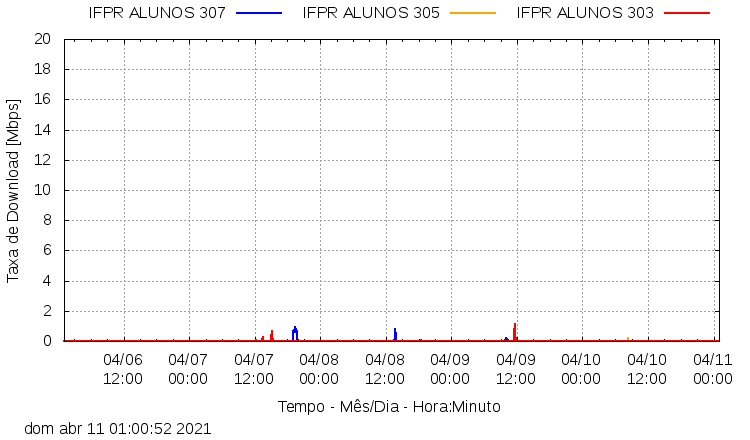 IFPR ALUNOS 307 IFPR ALUNOS 305 IFPR ALUNOS 303
20
18
16
14
12
10
8
6
4
2
0
Taxa de Download [Mbps]
04/06 04/07 04/07 04/08 04/08 04/09 04/09 04/10 04/10 04/11
12:00 00:00 12:00 00:00 12:00 00:00 12:00 00:00 12:00 00:00
Tempo - Mês/Dia - Hora:Minuto
dom abr 11 01:00:52 2021